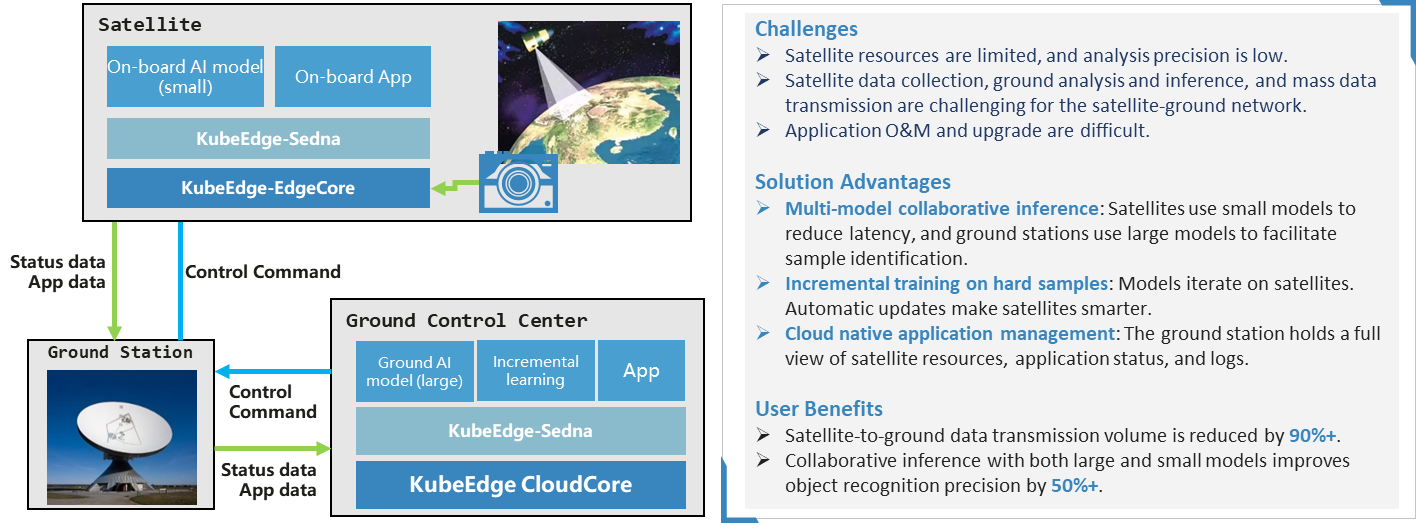 Satellite
On-board AI model
(small)
On-board App
KubeEdge-Sedna
KubeEdge-EdgeCore
Status data
App data
Control Command
Ground Station
Control
Command
Status data
App data
Ground Control Center
Ground AI
model (large)
Incremental
learning
App
KubeEdge-Sedna
KubeEdge CloudCore
Challenges
➢ Satellite resources are limited, and analysis precision is low.
➢ Satellite data collection, ground analysis and inference, and mass data
transmission are challenging for the satellite-ground network.
➢ Application O&M and upgrade are difficult.
Solution Advantages
➢ Multi-model collaborative inference: Satellites use small models to
reduce latency, and ground stations use large models to facilitate
sample identification.
➢ Incremental training on hard samples: Models iterate on satellites.
Automatic updates make satellites smarter.
➢ Cloud native application management: The ground station holds a full
view of satellite resources, application status, and logs.
User Benefits
➢ Satellite-to-ground data transmission volume is reduced by 90%+.
➢ Collaborative inference with both large and small models improves
object recognition precision by 50%+.